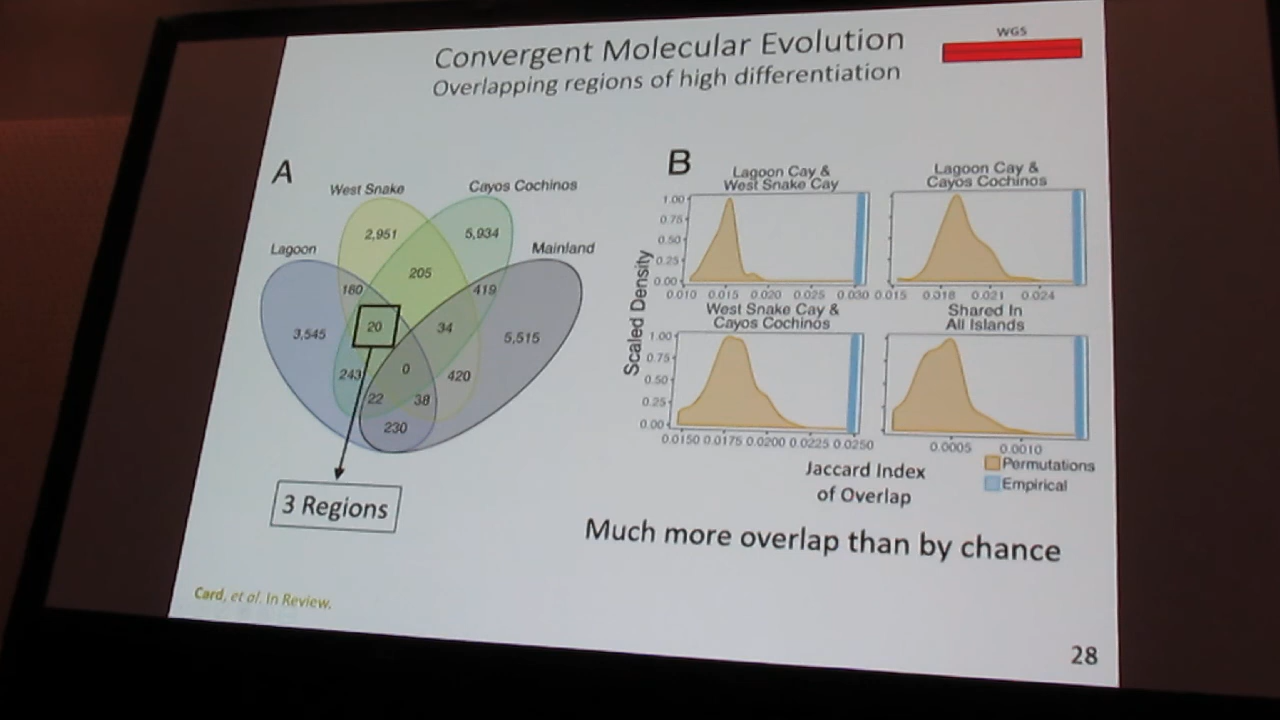 Convergent Molecular Evolution
Overlapping regions of high differentiation
WGS
A
West Snake
Cayos Cochinos
Lagoon
Mainland
2,951
5,934
205
180
419
3,545
20
34
5,515
243
0
420
22
38
230
3 Regions
B
Lagoon Cay &
West Snake Cay
Lagoon Cay &
Cayos Cochinos
1.00
0.75
0.50
0.25
0.00
0.010 0.015 0.020 0.025 0.030
0.015 0.018 0.021 0.024
West Snake Cay &
Cayos Cochinos
Shared In
All Islands
1.00
0.75
0.50
0.25
0.00
0.0150 0.0175 0.0200 0.0225 0.0250
0.0005 0.0010
Scaled Density
Jaccard Index
of Overlap
Permutations
Empirical
Much more overlap than by chance
Card, et al. In Review.
28